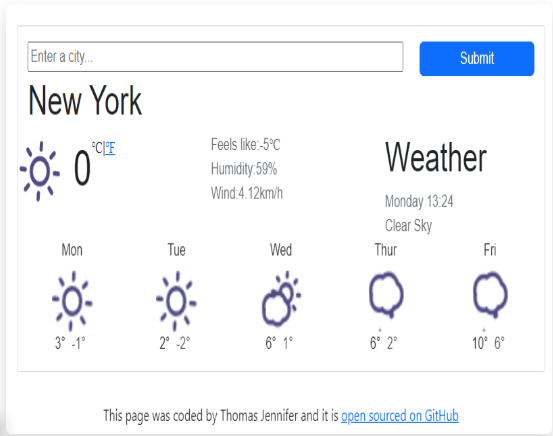 Enter a city...
Submit
New York
0
°C|°F
Feels like:-5°C
Humidity:59%
Wind:4.12km/h
Weather
Monday 13:24
Clear Sky
Mon Tue Wed Thur Fri
3° -1° 2° -2° 6° 1° 6° 2° 10° 6°
This page was coded by Thomas Jennifer and it is open sourced on GitHub